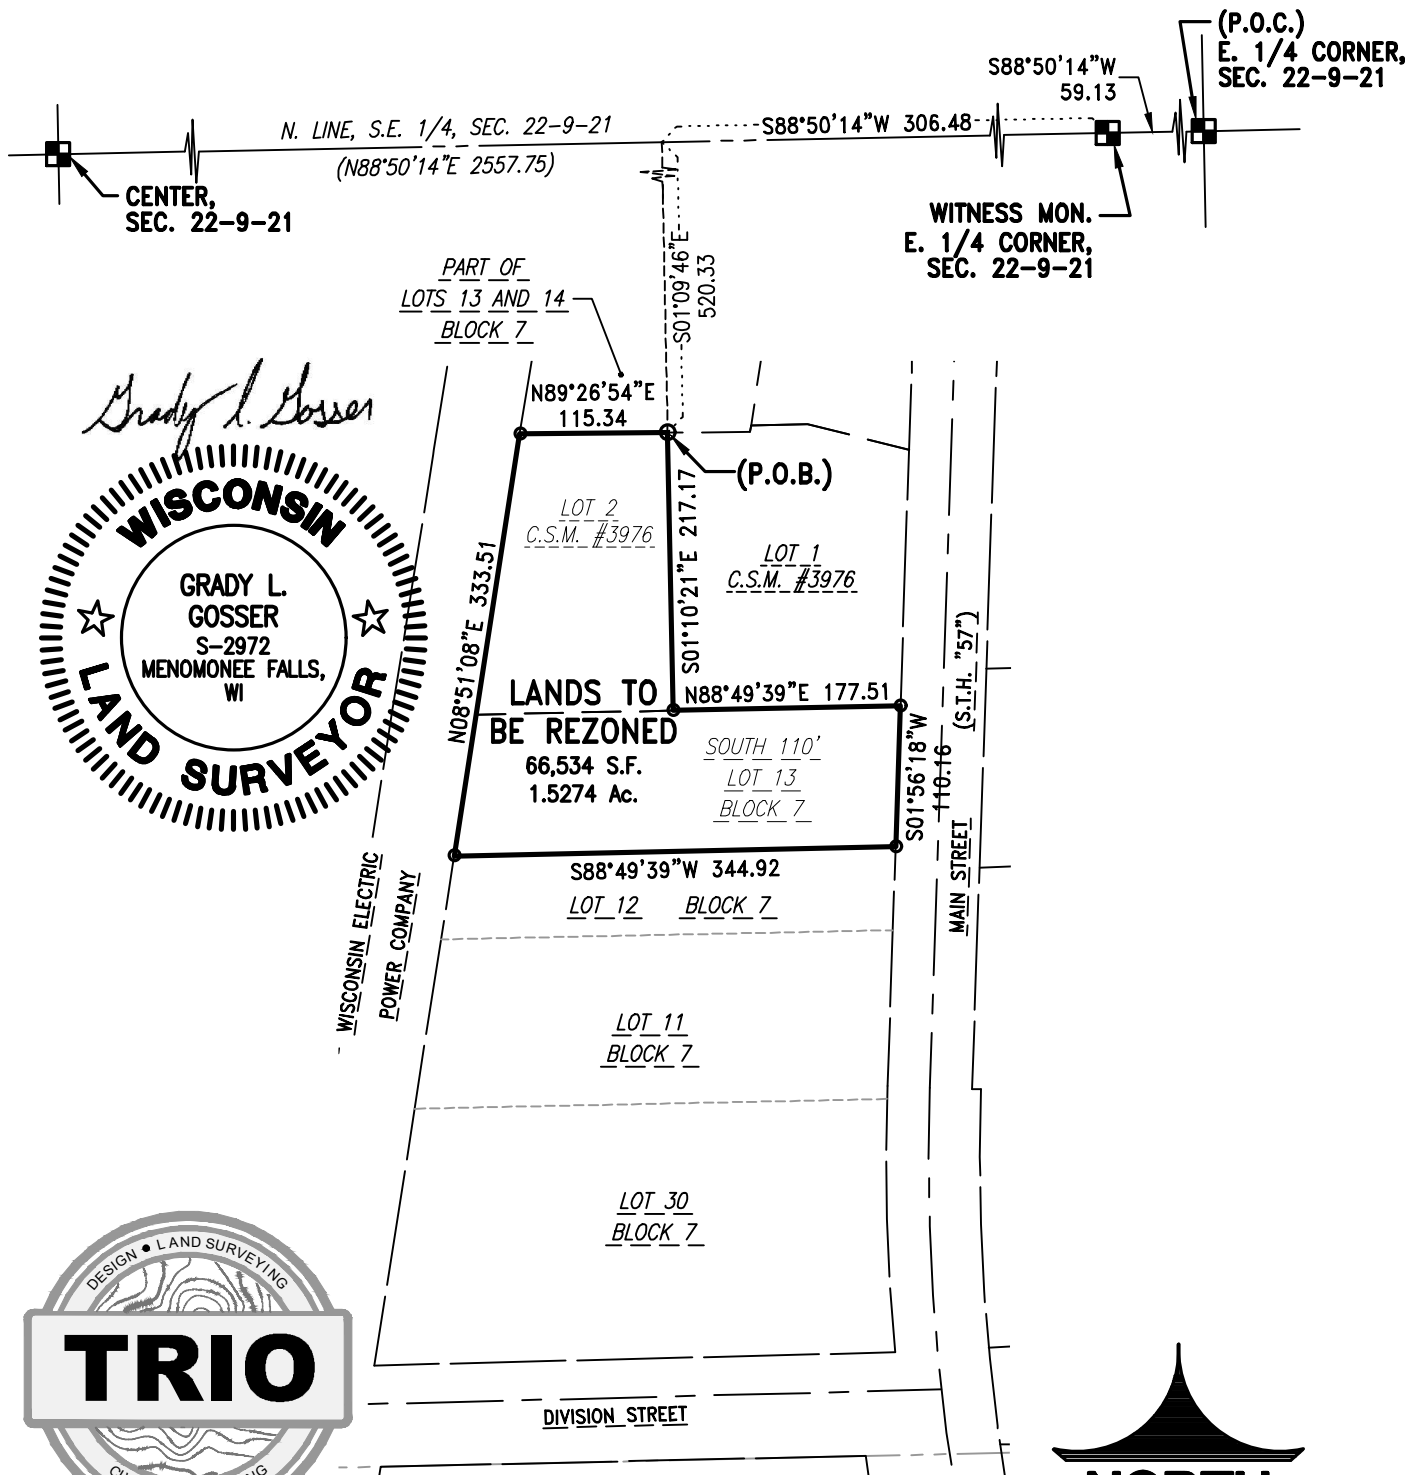 (P.O.C.)
E. 1/4 CORNER,
SEC. 22-9-21
S88°50'14"W
59.13
N. LINE, S.E. 1/4, SEC. 22-9-21
(N88°50'14"E 2557.75)
S88°50'14"W 306.48
CENTER,
SEC. 22-9-21
WITNESS MON.
E. 1/4 CORNER,
SEC. 22-9-21
S01°09'46"E
520.33
PART OF
LOTS 13 AND 14
BLOCK 7
N89°26'54"E
115.34
(P.O.B.)
Grady L. Gosser
WISCONSIN
GRADY L.
GOSSER
S-2972
MENOMONEE FALLS,
WI
LAND SURVEYOR
LOT 2
C.S.M. #3976
N08°51'08"E 333.51
S01°10'21"E 217.17
LOT 1
C.S.M. #3976
LANDS TO
BE REZONED
66,534 S.F.
1.5274 Ac.
N88°49'39"E 177.51
SOUTH 110'
LOT 13
BLOCK 7
S01°56'18"W
110.16
(S.T.H. "57")
MAIN STREET
S88°49'39"W 344.92
LOT 12 BLOCK 7
WISCONSIN ELECTRIC
POWER COMPANY
LOT 11
BLOCK 7
LOT 30
BLOCK 7
DIVISION STREET
DESIGN • LAND SURVEYING
TRIO
NORTH